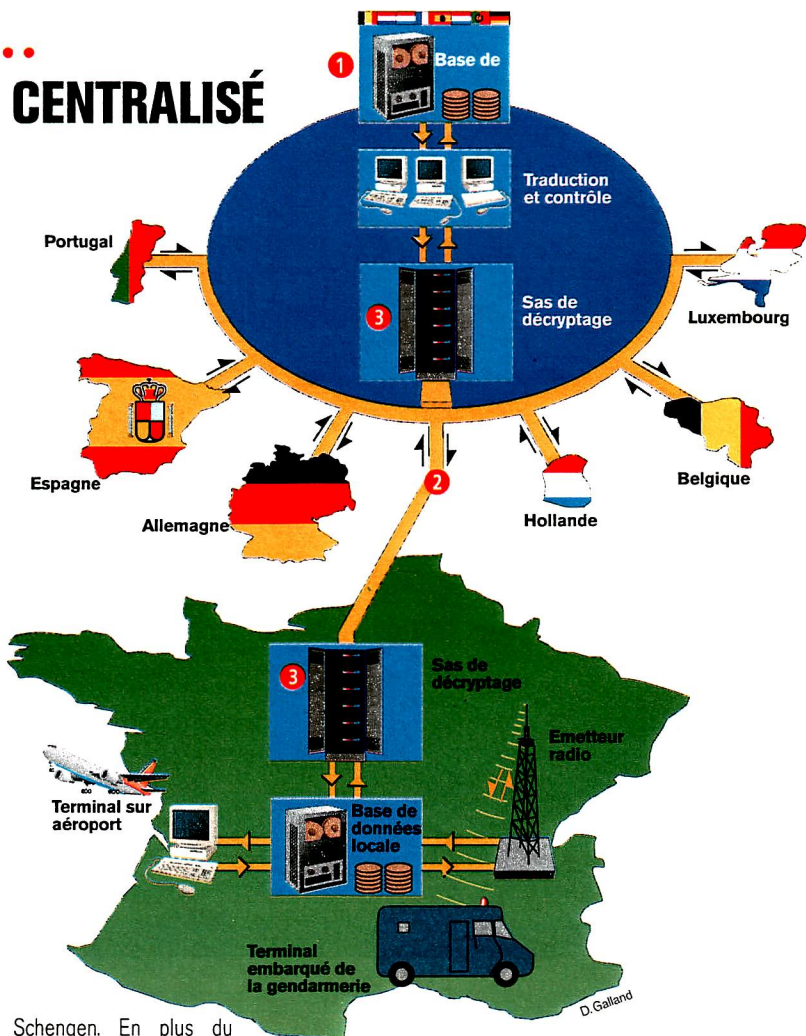 CENTRALISÉ
1
Base de
Traduction
et contrôle
Portugal
3
Sas de
décryptage
Luxembourg
Espagne
Allemagne
2
Hollande
Belgique
3
Sas de
décryptage
Emetteur
radio
Terminal sur
aéroport
Base de
données
locale
Terminal
embarqué de
la gendarmerie
D. Galland
Schengen. En plus du